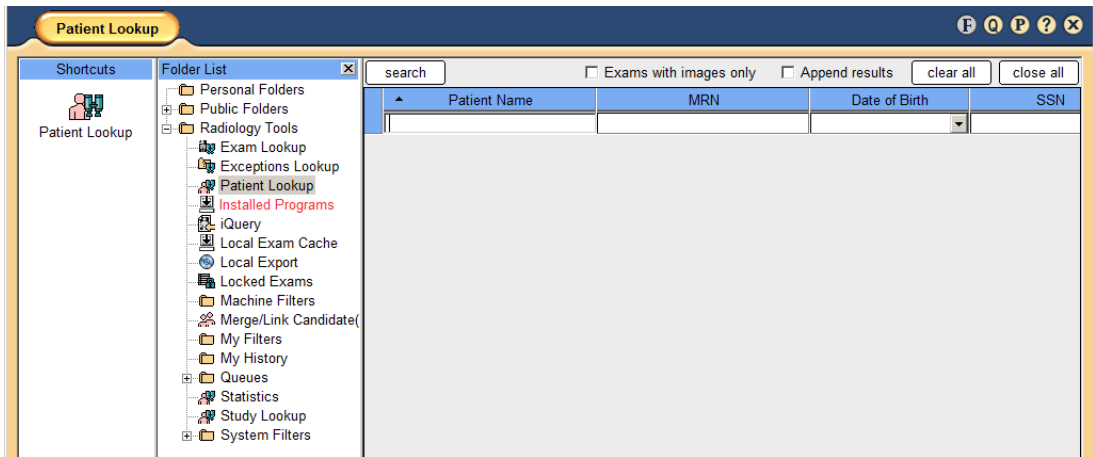 Patient Lookup
F Q P ? X
Shortcuts
Patient Lookup
Folder List
Personal Folders
Public Folders
Radiology Tools
Exam Lookup
Exceptions Lookup
Patient Lookup
Installed Programs
iQuery
Local Exam Cache
Local Export
Locked Exams
Machine Filters
Merge/Link Candidate(
My Filters
My History
Queues
Statistics
Study Lookup
System Filters
search Exams with images only Append results clear all close all
Patient Name MRN Date of Birth SSN